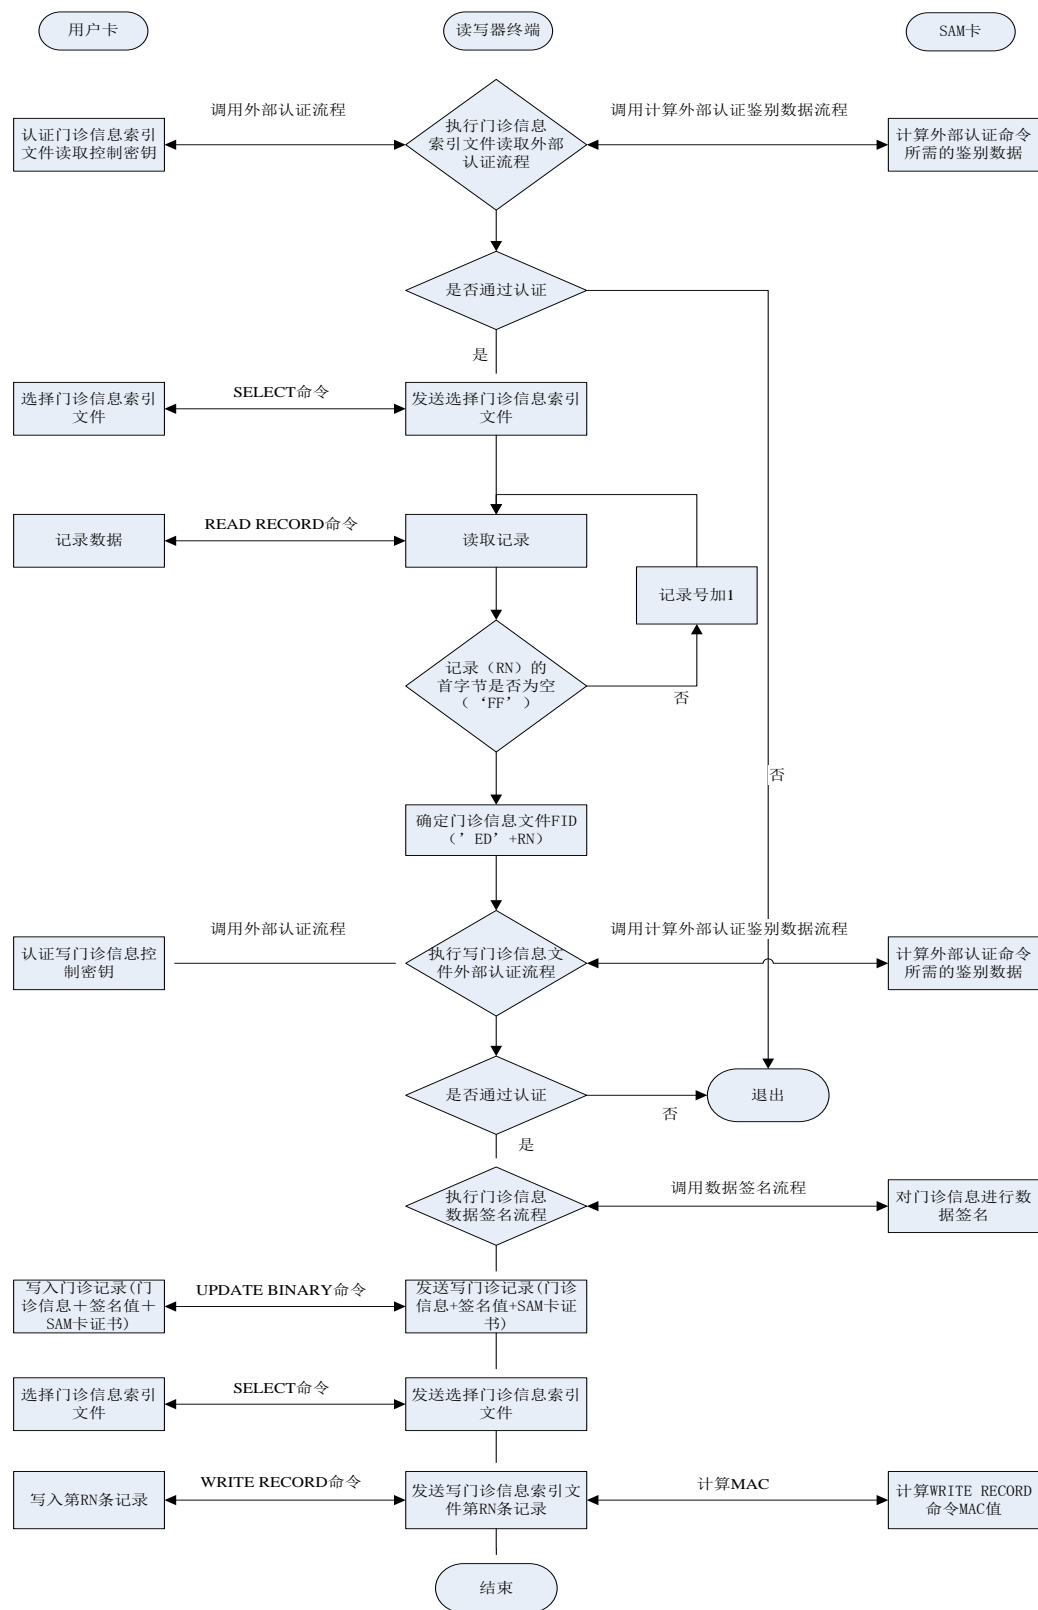 用户卡
读写器终端
SAM卡
调用外部认证流程
调用计算外部认证鉴别数据流程
认证门诊信息索引
文件读取控制密钥
执行门诊信息
索引文件读取外部
认证流程
计算外部认证命令
所需的鉴别数据
是否通过认证
是
选择门诊信息索引
文件
SELECT命令
发送选择门诊信息索引
文件
记录数据
READ RECORD命令
读取记录
记录号加1
记录（RN）的
首字节是否为空
（‘FF’）
否
否
确定门诊信息文件FID
（’ED’+RN）
调用外部认证流程
调用计算外部认证鉴别数据流程
认证写门诊信息控
制密钥
执行写门诊信息文
件外部认证流程
计算外部认证命令
所需的鉴别数据
是否通过认证
否
退出
是
执行门诊信息
数据签名流程
调用数据签名流程
对门诊信息进行数
据签名
写入门诊记录(门
诊信息＋签名值＋
SAM卡证书)
UPDATE BINARY命令
发送写门诊记录(门诊
信息+签名值+SAM卡证
书)
选择门诊信息索引
文件
SELECT命令
发送选择门诊信息索引
文件
写入第RN条记录
WRITE RECORD命令
发送写门诊信息索引文
件第RN条记录
计算MAC
计算WRITE RECORD
命令MAC值
结束